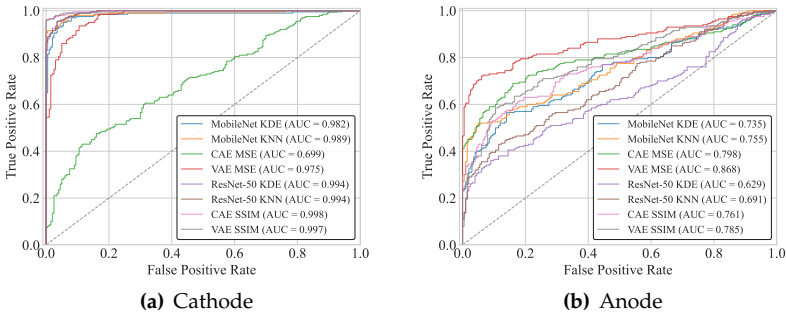 1.0
0.8
0.6
0.4
0.2
0.0
True Positive Rate
MobileNet KDE (AUC = 0.982)
MobileNet KNN (AUC = 0.989)
CAE MSE (AUC = 0.699)
VAE MSE (AUC = 0.975)
ResNet-50 KDE (AUC = 0.994)
ResNet-50 KNN (AUC = 0.994)
CAE SSIM (AUC = 0.998)
VAE SSIM (AUC = 0.997)
0.0 0.2 0.4 0.6 0.8 1.0
False Positive Rate
(a) Cathode
1.0
0.8
0.6
0.4
0.2
0.0
True Positive Rate
MobileNet KDE (AUC = 0.735)
MobileNet KNN (AUC = 0.755)
CAE MSE (AUC = 0.798)
VAE MSE (AUC = 0.868)
ResNet-50 KDE (AUC = 0.629)
ResNet-50 KNN (AUC = 0.691)
CAE SSIM (AUC = 0.761)
VAE SSIM (AUC = 0.785)
0.0 0.2 0.4 0.6 0.8 1.0
False Positive Rate
(b) Anode